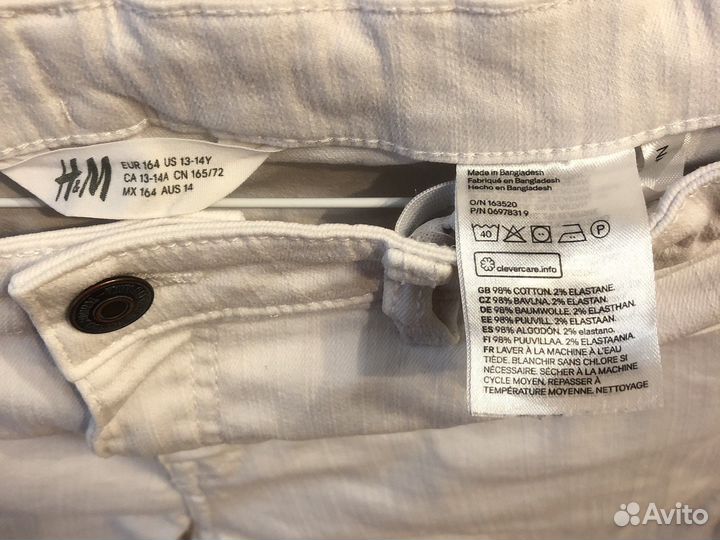 H&M
EUR 164 US 13-14Y
CA 13-14A CN 165/72
MX 164 AUS 14
Made in Bangladesh
Fabriqué en Bangladesh
Hecho en Bangladesh
O/N 163520
P/N 0697831 9
40
P
clevercare.info
GB 98% COTTON. 2% ELASTANE.
CZ 98% BAVLNA. 2% ELASTAN.
DE 98% BAUMWOLLE. 2% ELASTHAN.
EE 98% PUUVILL. 2% ELASTAAN.
ES 98% ALGODÓN. 2% elastano.
FI 98% PUUVILLAA. 2% ELASTAANIA.
FR LAVER À LA MACHINE À L'EAU
TIÈDE. BLANCHIR SANS CHLORE SI
NÉCESSAIRE. SÉCHER À LA MACHINE
CYCLE MOYEN. REPASSER À
TEMPÉRATURE MOYENNE. NETTOYAGE
Avito